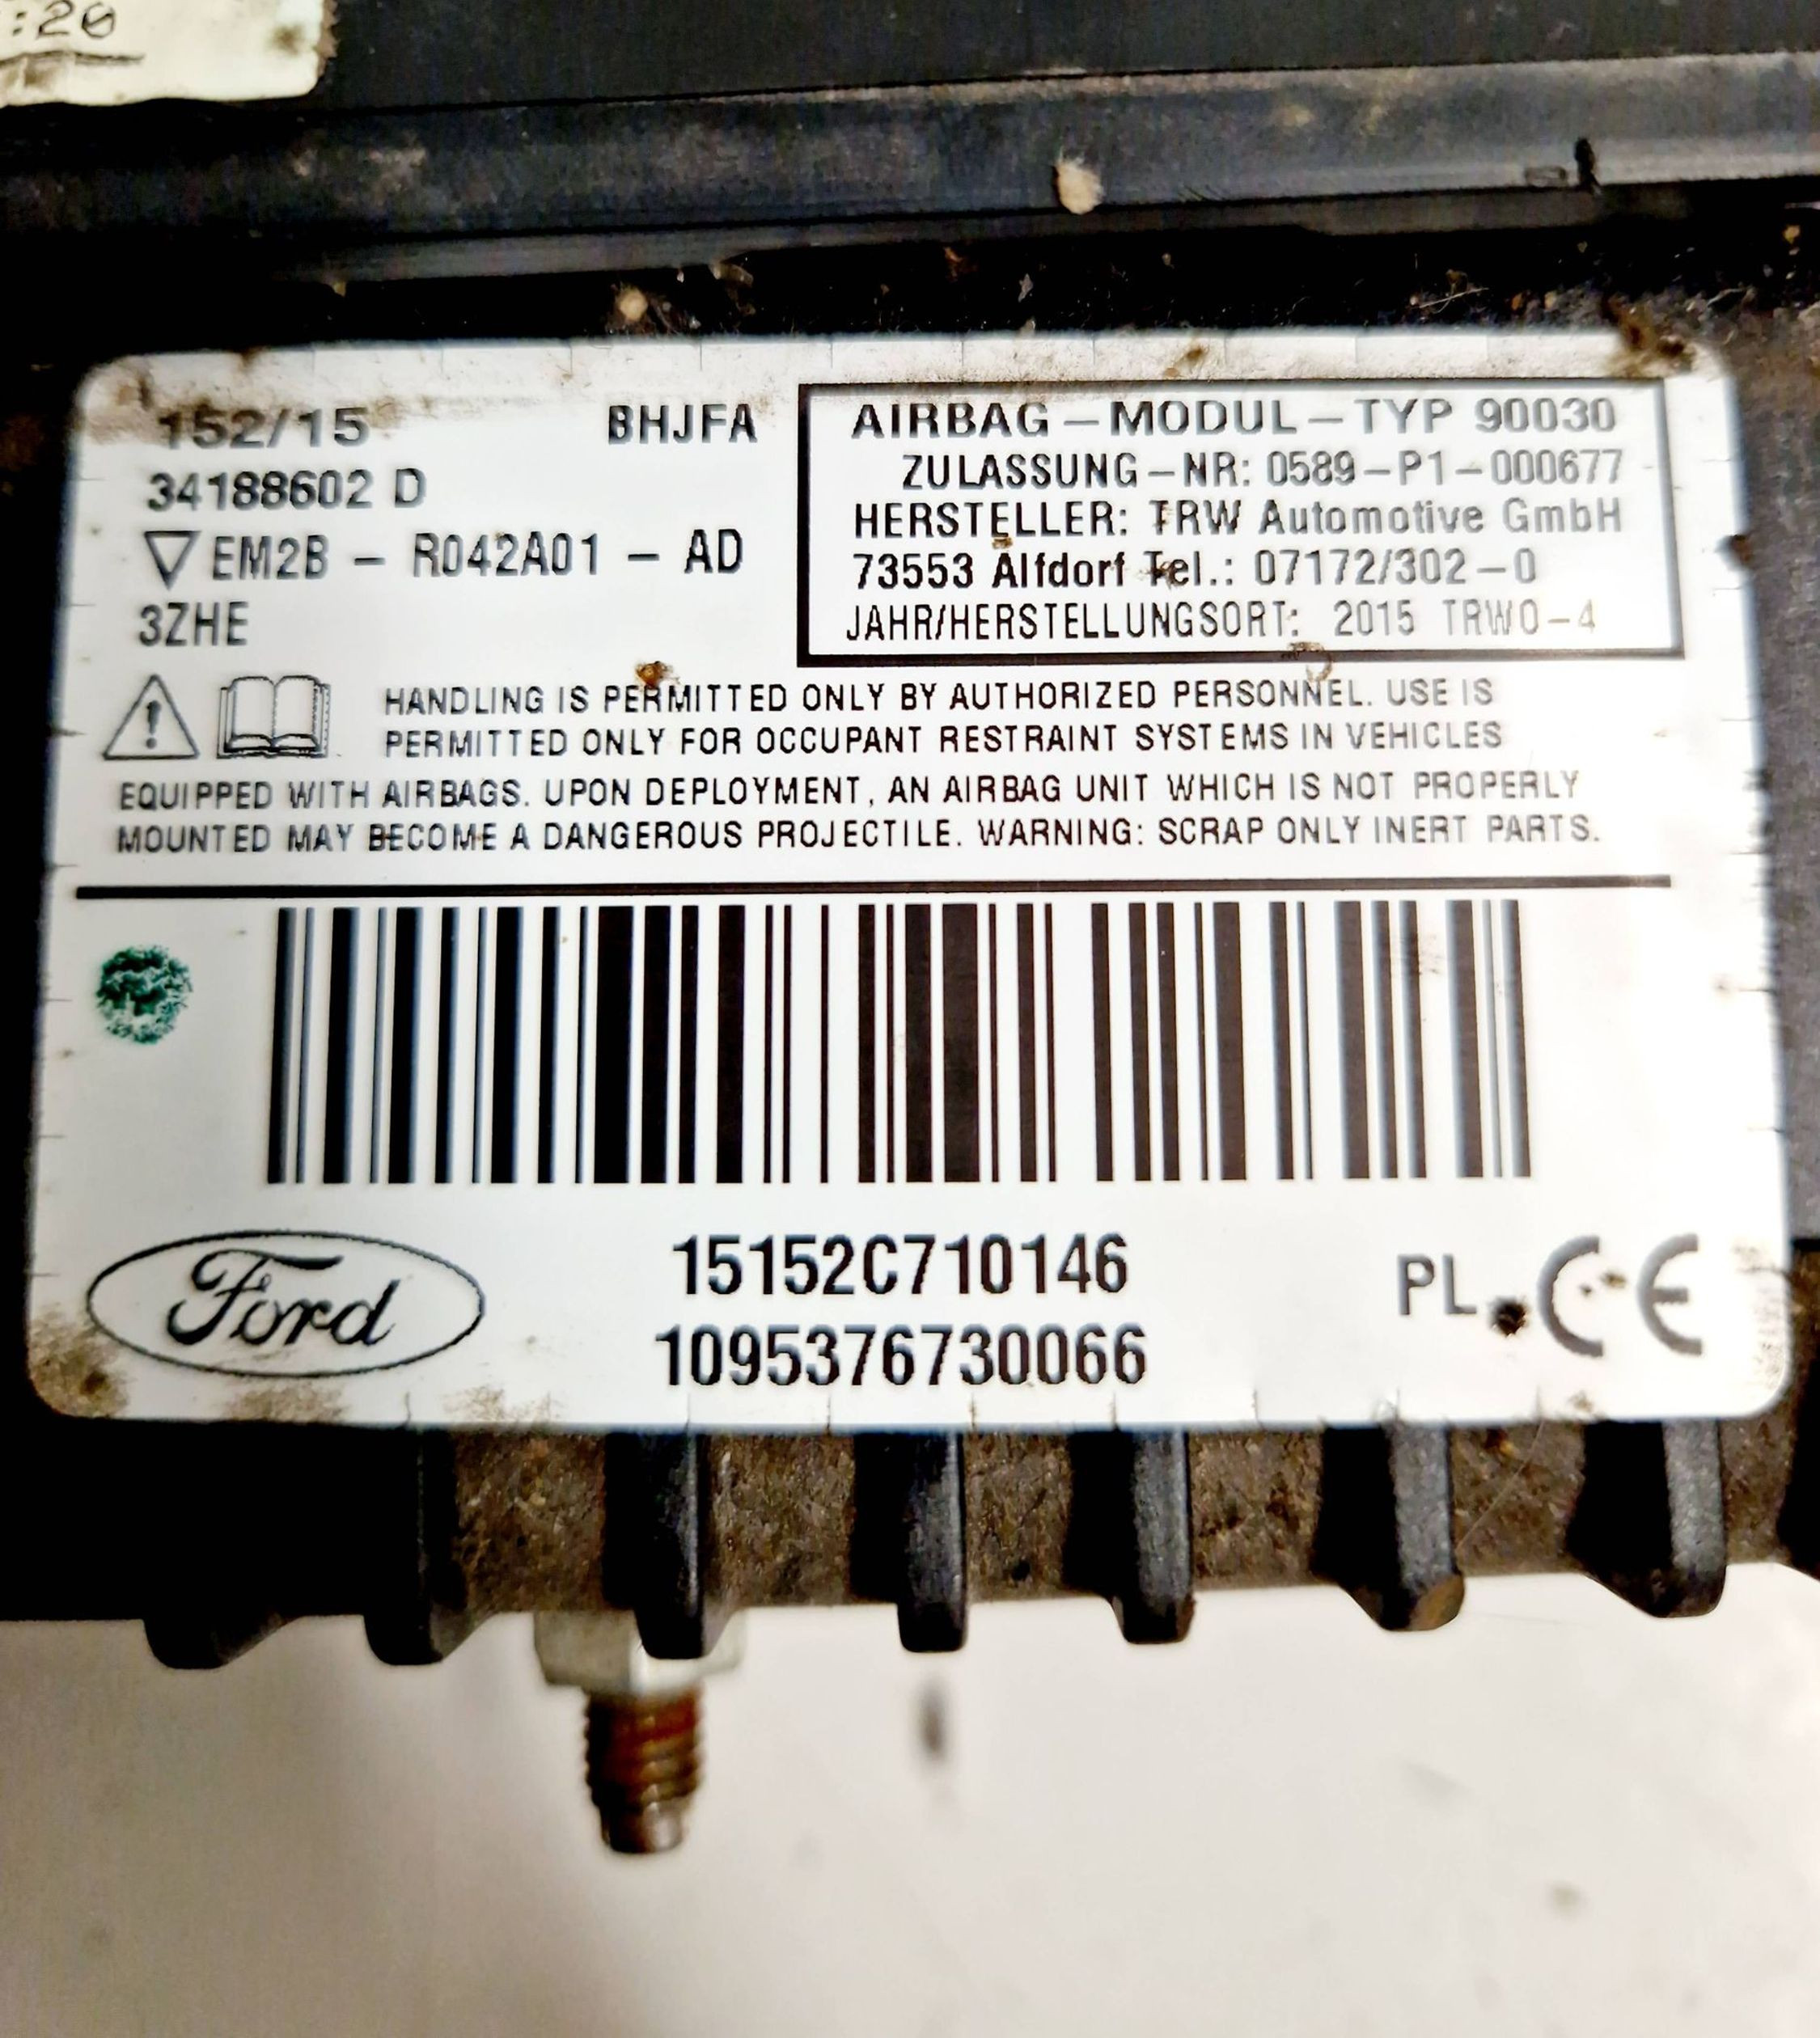 :20
152/15 BHJFA
34188602 D
EM2B - R042A01 - AD
3ZHE
AIRBAG-MODUL-TYP 90030
ZULASSUNG-NR: 0589-P1-000677
HERSTELLER: TRW Automotive GmbH
73553 Alfdorf Tel.: 07172/302-0
JAHR/HERSTELLUNGSORT: 2015 TRWO-4
HANDLING IS PERMITTED ONLY BY AUTHORIZED PERSONNEL. USE IS
PERMITTED ONLY FOR OCCUPANT RESTRAINT SYSTEMS IN VEHICLES
EQUIPPED WITH AIRBAGS. UPON DEPLOYMENT, AN AIRBAG UNIT WHICH IS NOT PROPERLY
MOUNTED MAY BECOME A DANGEROUS PROJECTILE. WARNING: SCRAP ONLY INERT PARTS.
Ford
15152C710146
1095376730066
PL CE